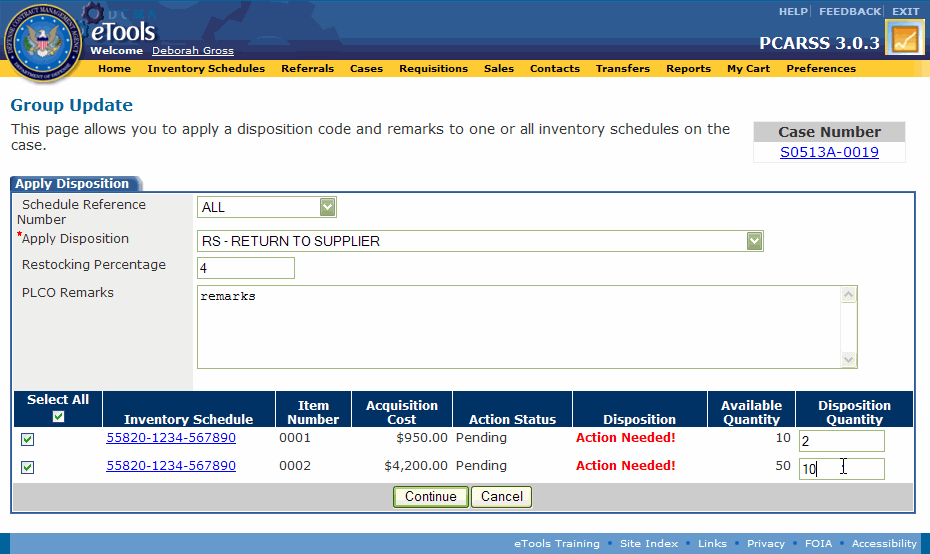 HELP FEEDBACK EXIT
eTools
Welcome Deborah Gross
PCARSS 3.0.3
Home Inventory Schedules Referrals Cases Requisitions Sales Contacts Transfers Reports My Cart Preferences
Group Update
This page allows you to apply a disposition code and remarks to one or all inventory schedules on the
case.
Case Number
S0513A-0019
Apply Disposition
Schedule Reference
Number
ALL
*Apply Disposition
RS - RETURN TO SUPPLIER
Restocking Percentage
4
PLCO Remarks
remarks
Select All
Inventory Schedule
Item
Number
Acquisition
Cost
Action Status
Disposition
Available
Quantity
Disposition
Quantity
55820-1234-567890 0001 $950.00 Pending Action Needed! 10 2
55820-1234-567890 0002 $4,200.00 Pending Action Needed! 50 10
Continue Cancel
eTools Training • Site Index • Links • Privacy • FOIA • Accessibility